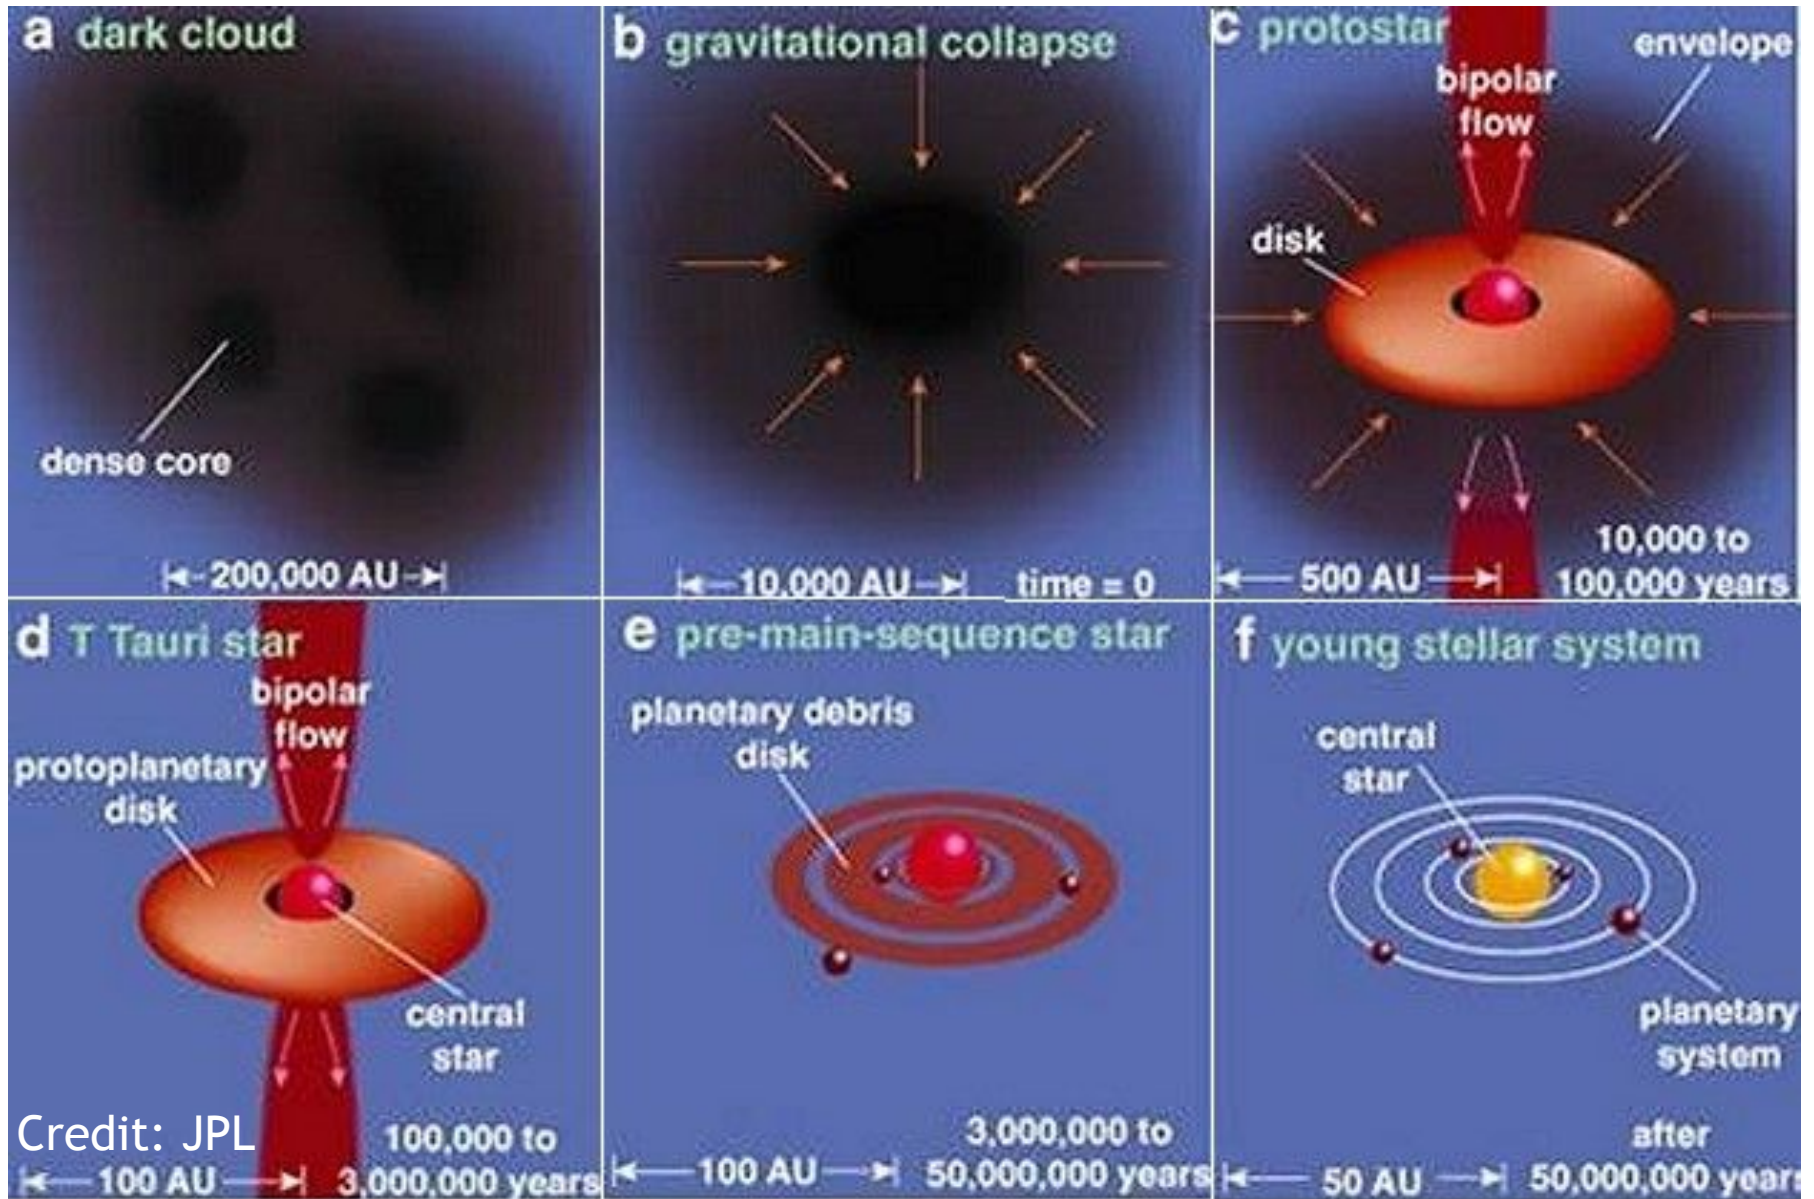 a dark cloud
dense core
200,000 AU
b gravitational collapse
10,000 AU
time = 0
c protostar
envelope
bipolar
flow
disk
10,000 to
500 AU
100,000 years
d T Tauri star
bipolar
flow
protoplanetary
disk
central
star
Credit: JPL
100,000 to
100 AU
3,000,000 years
e pre-main-sequence star
planetary debris
disk
3,000,000 to
100 AU
50,000,000 years
f young stellar system
central
star
planetary
system
after
50 AU
50,000,000 years